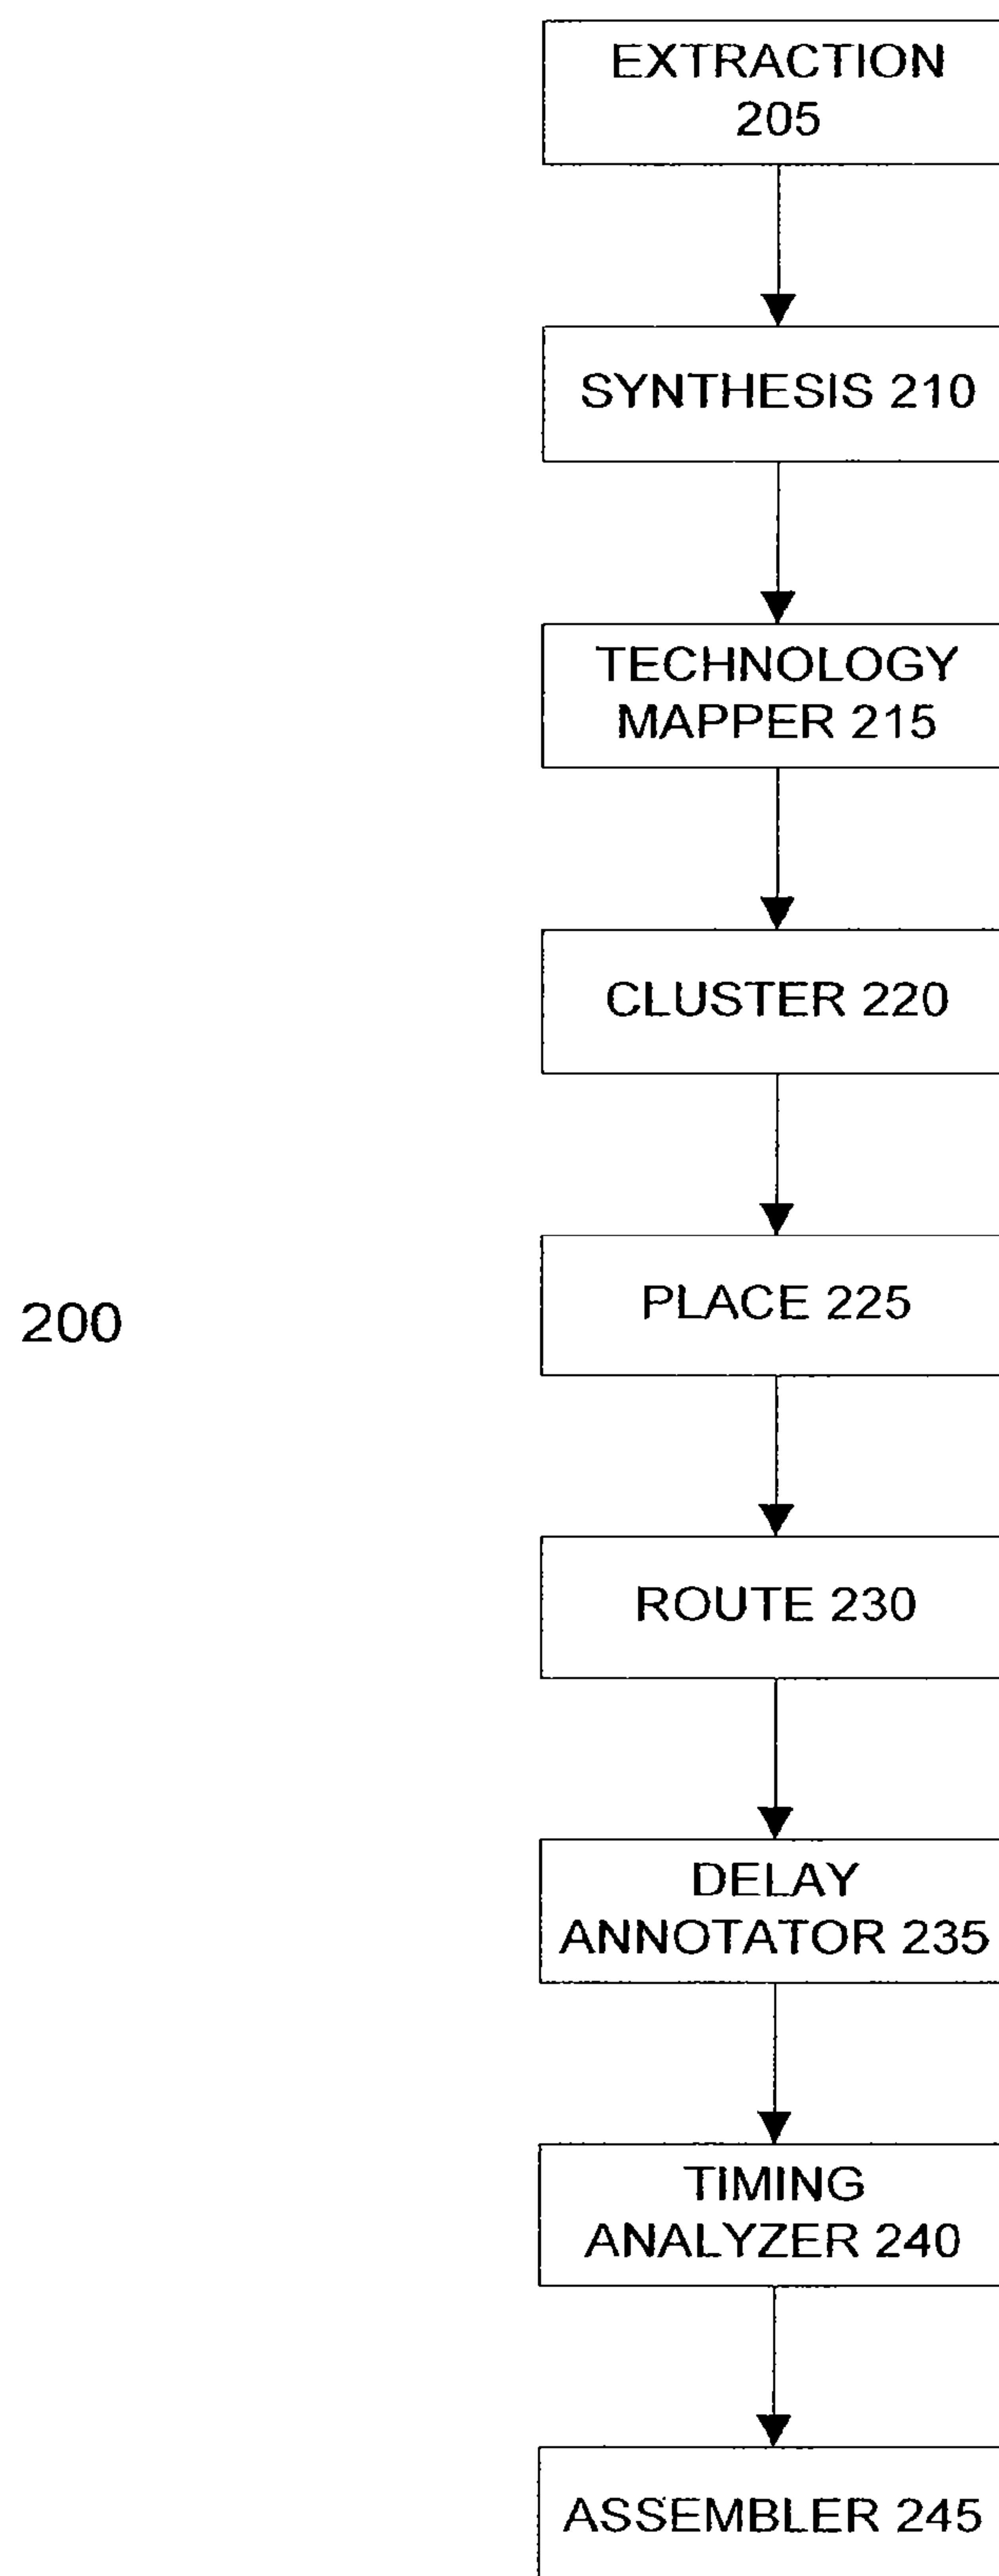 EXTRACTION
205
SYNTHESIS 210
TECHNOLOGY
MAPPER 215
CLUSTER 220
PLACE 225
200
ROUTE 230
DELAY
ANNOTATOR 235
TIMING
ANALYZER 240
ASSEMBLER 245